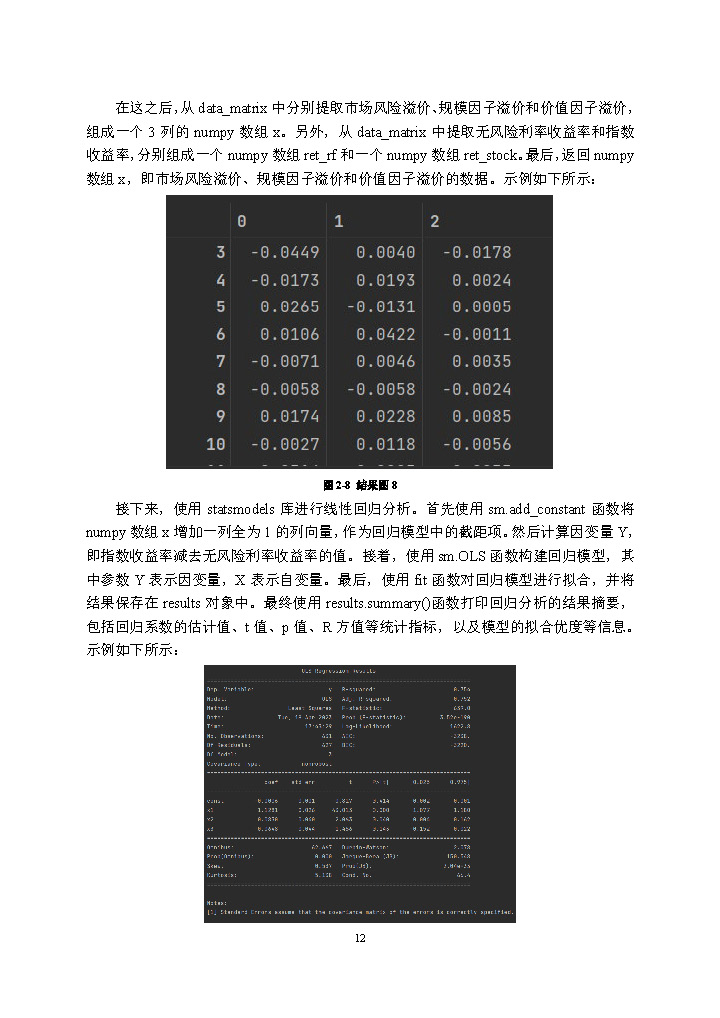 在这之后，从 data_matrix 中分别提取市场风险溢价、规模因子溢价和价值因子溢价，
组成一个 3 列的 numpy 数组 x。另外，从 data_matrix 中提取无风险利率收益率和指数
收益率，分别组成一个 numpy 数组 ret_rf 和一个 numpy 数组 ret_stock。最后，返回 numpy
数组 x，即市场风险溢价、规模因子溢价和价值因子溢价的数据。示例如下所示：
0 1 2
3 -0.0449 0.0040 -0.0178
4 -0.0173 0.0193 0.0024
5 0.0265 -0.0131 0.0005
6 0.0106 0.0422 -0.0011
7 -0.0071 0.0046 0.0035
8 -0.0058 -0.0058 -0.0024
9 0.0174 0.0228 0.0085
10 -0.0027 0.0118 -0.0056
图 2-8 结果图 8
接下来，使用 statsmodels 库进行线性回归分析。首先使用 sm.add_constant 函数将
numpy 数组 x 增加一列全为 1 的列向量，作为回归模型中的截距项。然后计算因变量 Y，
即指数收益率减去无风险利率收益率的值。接着，使用 sm.OLS 函数构建回归模型，其
中参数 Y 表示因变量，X 表示自变量。最后，使用 fit 函数对回归模型进行拟合，并将
结果保存在 results 对象中。最终使用 results.summary()函数打印回归分析的结果摘要，
包括回归系数的估计值、t 值、p 值、R 方值等统计指标，以及模型的拟合优度等信息。
示例如下所示：
OLS Regression Results
Dep. Variable: y R-squared:
Model: OLS Adj. R-squared:
Method: Least Squares F-statistic:
Date: Tue, 18 Apr 2023 Prob (F-statistic):
Time: Log-Likelihood:
No. Observations: AIC:
Df Residuals: BIC:
Df Model: 3
Covariance Type: nonrobust
coef std err t P>|t| [0.025 0.975]
const
x1
x2
x3
Omnibus: Durbin-Watson:
Prob(Omnibus): Jarque-Bera (JB):
Skew: Prob(JB):
Kurtosis: Cond. No.
Notes:
[1] Standard Errors assume that the covariance matrix of the errors is correctly specified.
12